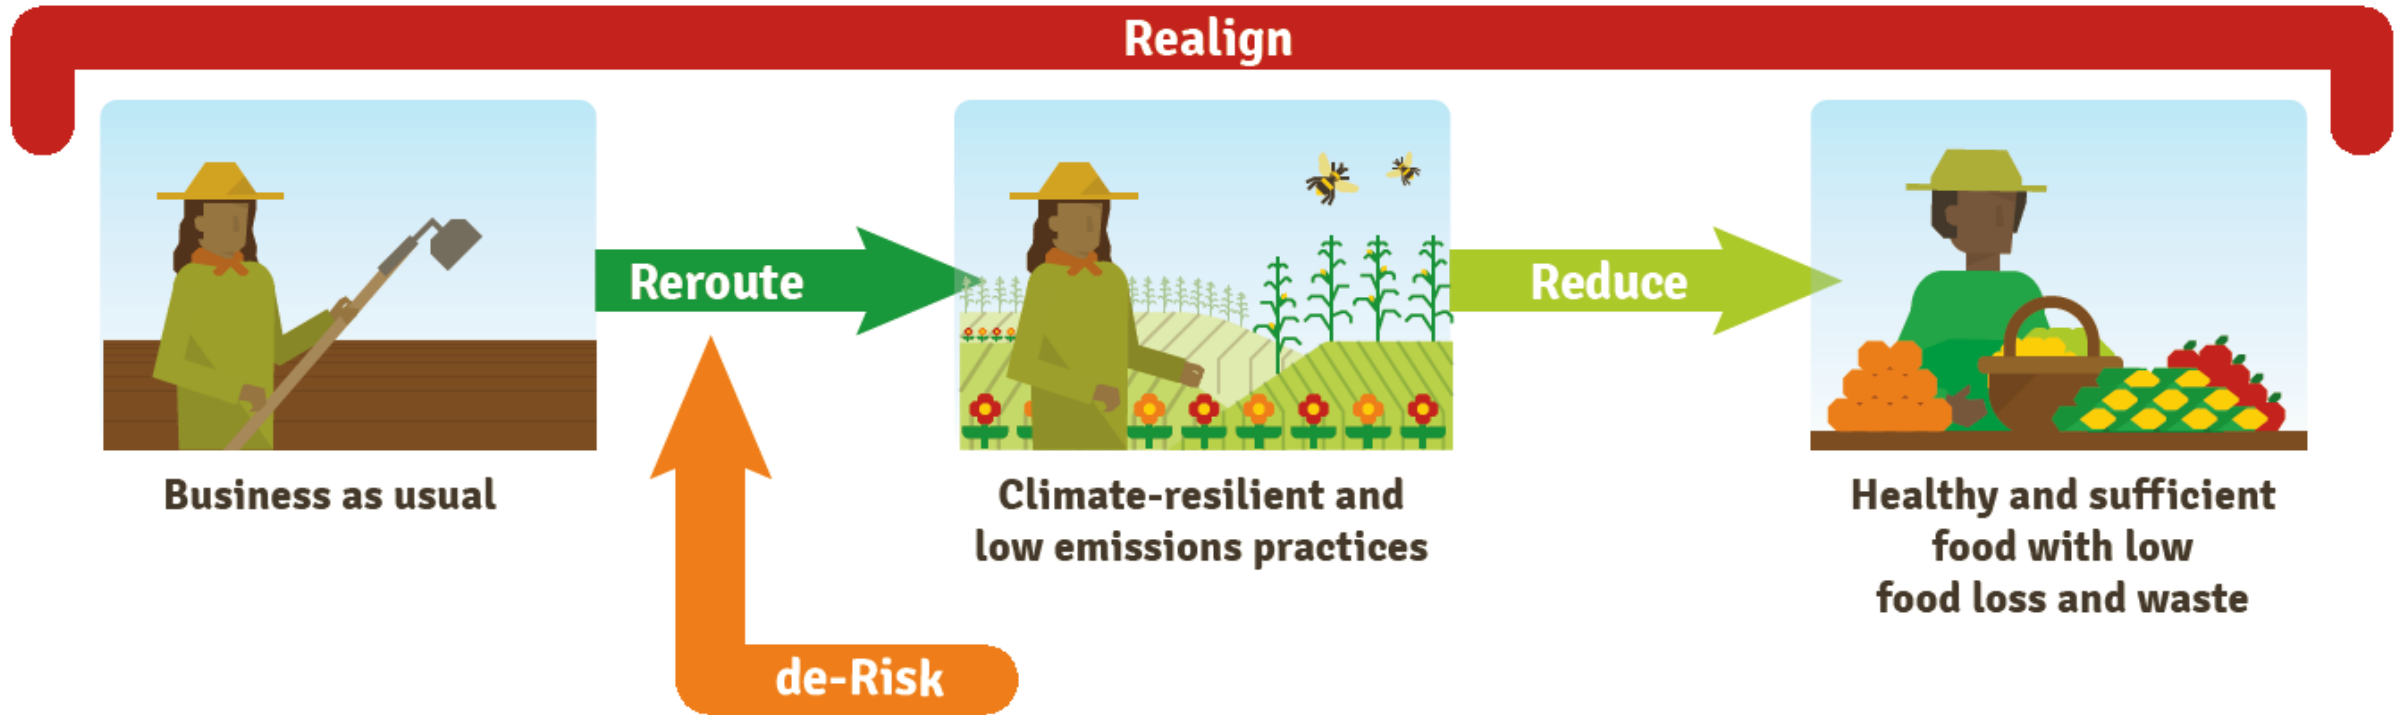 Realign
Reroute
Reduce
Business as usual
Climate-resilient and
low emissions practices
Healthy and sufficient
food with low
food loss and waste
de-Risk